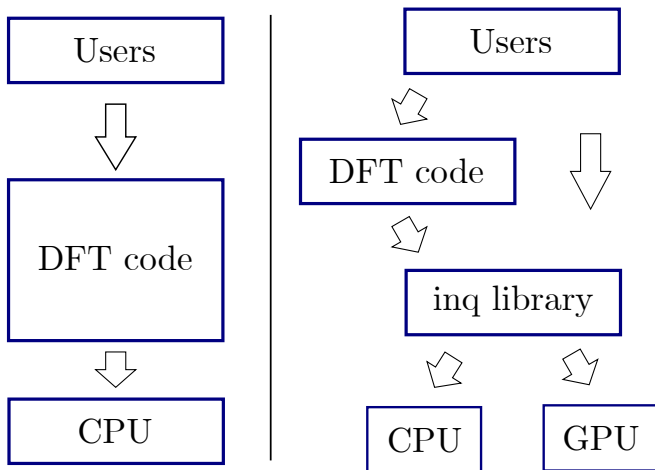 Users
DFT code
CPU
Users
DFT code
inq library
CPU
GPU